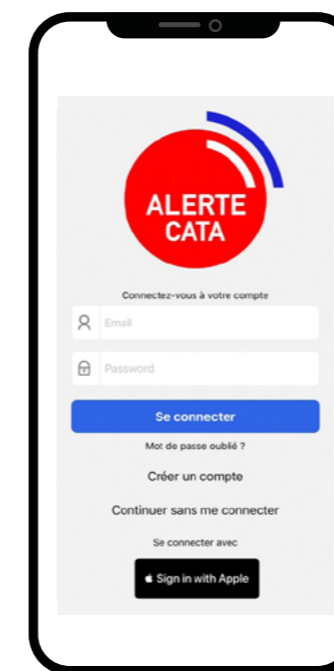 ALERTE
CATA
Connectez-vous à votre compte
Email
Password
Se connecter
Mot de passe oublié ?
Créer un compte
Continuer sans me connecter
Se connecter avec
Sign in with Apple